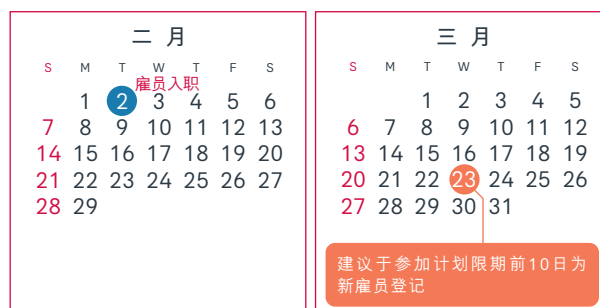 二月
S M T W T F S
雇员入职
1 2 3 4 5 6
7 8 9 10 11 12 13
14 15 16 17 18 19 20
21 22 23 24 25 26 27
28 29
三月
S M T W T F S
1 2 3 4 5
6 7 8 9 10 11 12
13 14 15 16 17 18 19
20 21 22 23 24 25 26
27 28 29 30 31
建议于参加计划限期前10日为
新雇员登记